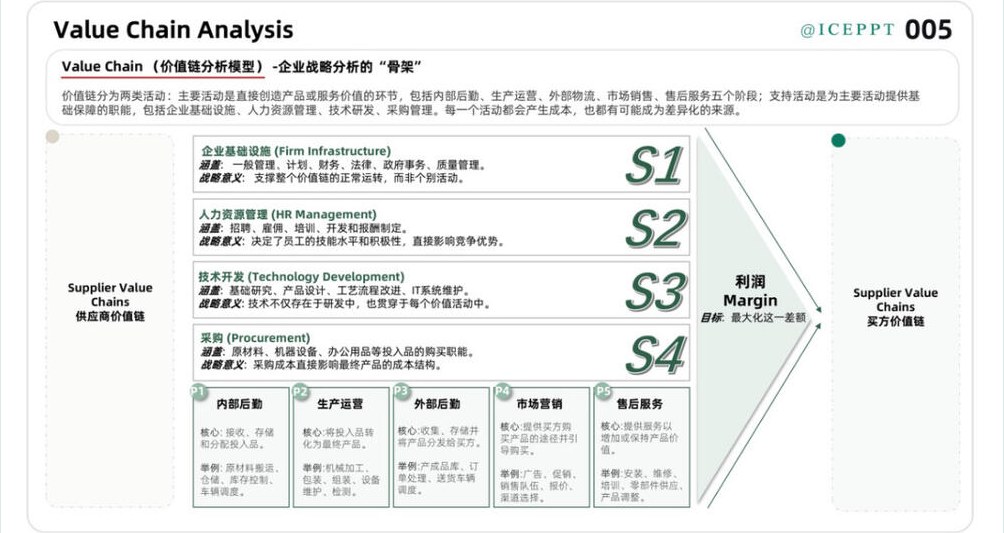 Value Chain Analysis
@ICEPPT 005
Value Chain（价值链分析模型）-企业战略分析的“骨架”
价值链分为两类活动：主要活动是直接创造产品或服务价值的环节，包括内部后勤、生产运营、外部物流、市场销售、售后服务五个阶段；支持活动是为主要活动提供基
础保障的职能，包括企业基础设施、人力资源管理、技术研发、采购管理。每一个活动都会产生成本，也都有可能成为差异化的来源。
Supplier Value
Chains
供应商价值链
企业基础设施 (Firm Infrastructure)
涵盖：一般管理、计划、财务、法律、政府事务、质量管理。
战略意义：支撑整个价值链的正常运转，而非个别活动。
S1
人力资源管理 (HR Management)
涵盖：招聘、雇佣、培训、开发和报酬制定。
战略意义：决定了员工的技能水平和积极性，直接影响竞争优势。
S2
技术开发 (Technology Development)
涵盖：基础研究、产品设计、工艺流程改进、IT系统维护。
战略意义：技术不仅存在于研发中，也贯穿于每个价值活动中。
S3
采购 (Procurement)
涵盖：原材料、机器设备、办公用品等投入品的购买职能。
战略意义：采购成本直接影响最终产品的成本结构。
S4
P1
内部后勤
核心：接收、存储
和分配投入品。
举例：原材料搬运、
仓储、库存控制、
车辆调度。
P2
生产运营
核心:将投入品转
化为最终产品。
举例:机械加工、
包装、组装、设备
维护、检测。
P3
外部后勤
核心:收集、存储并
将产品分发给买方。
举例:产成品库、订
单处理、送货车辆
调度。
P4
市场营销
核心:提供买方购
买产品的途径并引
导购买。
举例:广告、促销、
销售队伍、报价、
渠道选择。
P5
售后服务
核心:提供服务以
增加或保持产品价
值。
举例:安装、维修、
培训、零部件供应、
产品调整。
利润
Margin
目标：最大化这一差额
Supplier Value
Chains
买方价值链